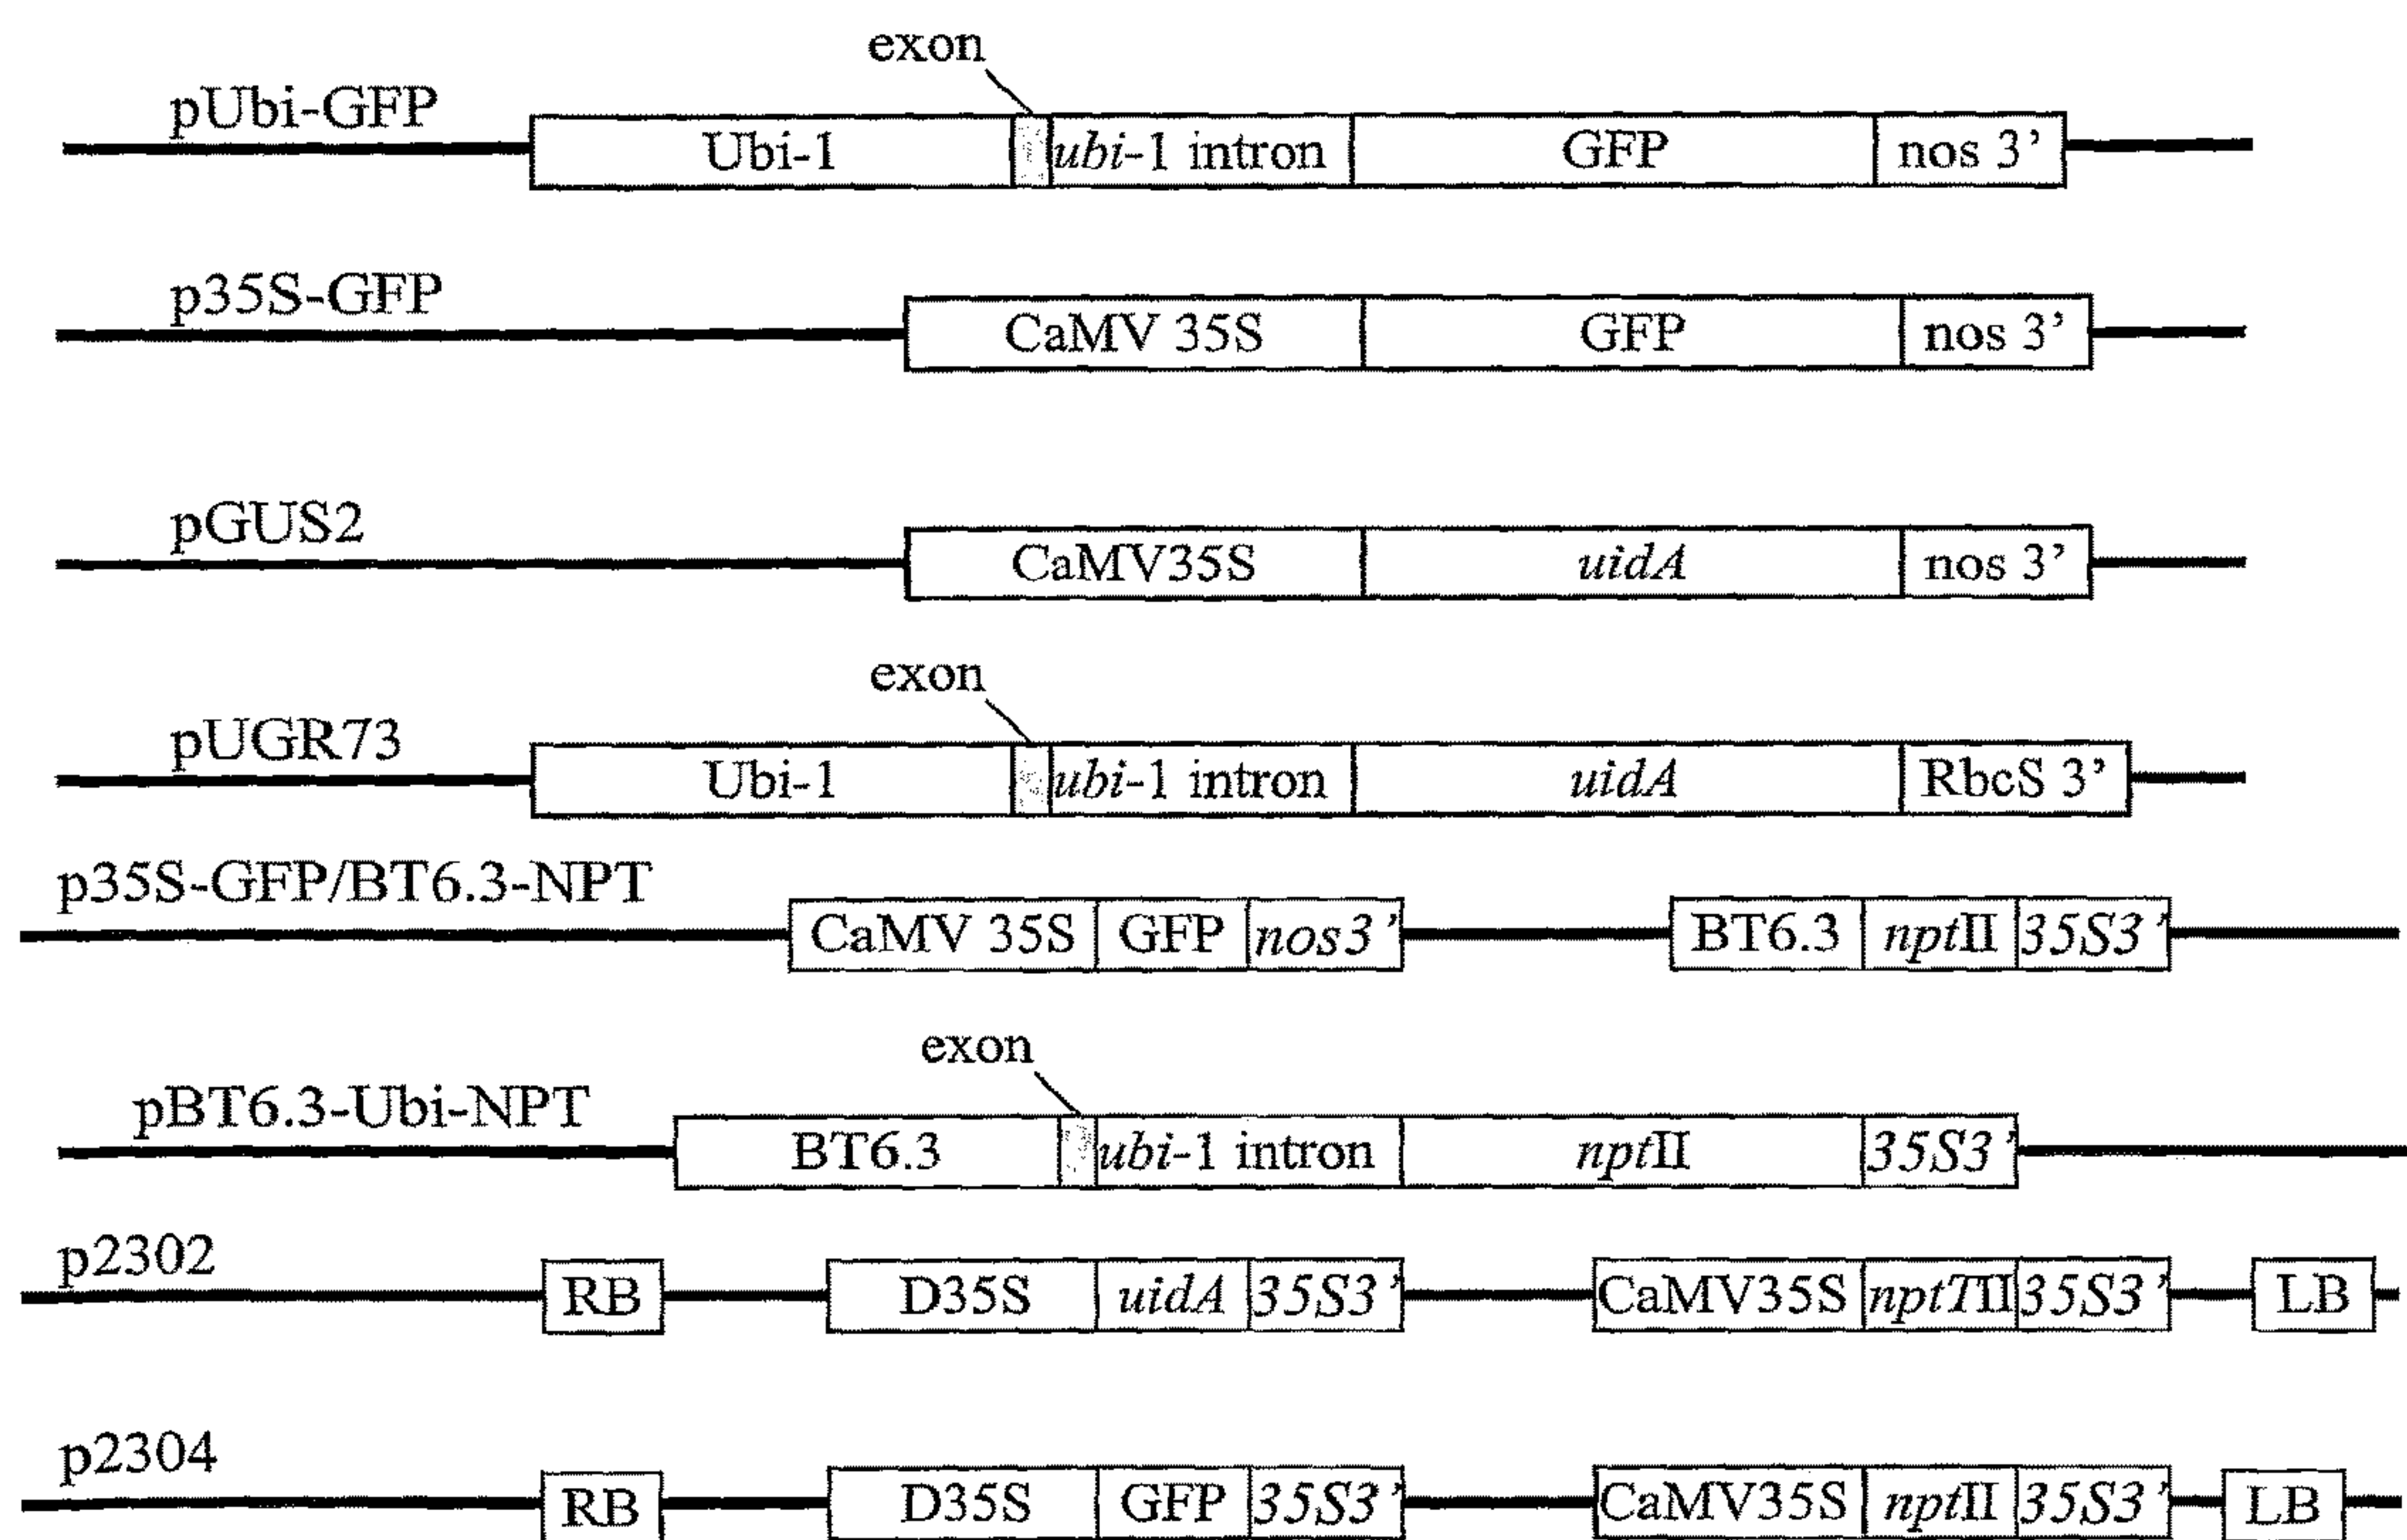 exon
pUbi-GFP
Ubi-1 ubi-1 intron GFP nos 3’
p35S-GFP
CaMV 35S GFP nos 3’
pGUS2
CaMV35S uidA nos 3’
exon
pUGR73
Ubi-1 ubi-1 intron uidA RbcS 3’
p35S-GFP/BT6.3-NPT
CaMV 35S GFP nos3’ BT6.3 nptII 35S3’
exon
pBT6.3-Ubi-NPT
BT6.3 ubi-1 intron nptII 35S3’
p2302
RB D35S uidA 35S3’ CaMV35S nptTII 35S3’ LB
p2304
RB D35S GFP 35S3’ CaMV35S nptII 35S3’ LB